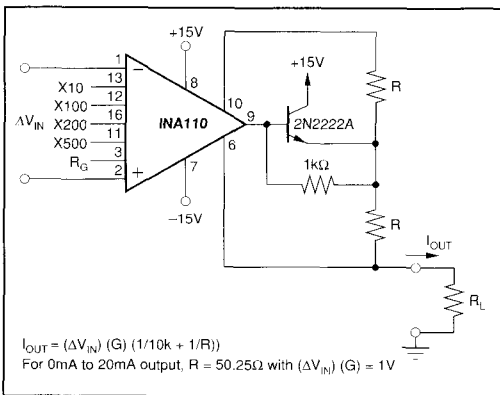 +15V
1
−
13
X10
12
X100
ΔV_IN
16
X200
11
X500
3
R_G
2
+
INA110
8
10
9
6
7
−15V
+15V
2N2222A
R
1kΩ
R
I_OUT
R_L
I_OUT = (ΔV_IN) (G) (1/10k + 1/R))
For 0mA to 20mA output, R = 50.25Ω with (ΔV_IN) (G) = 1V